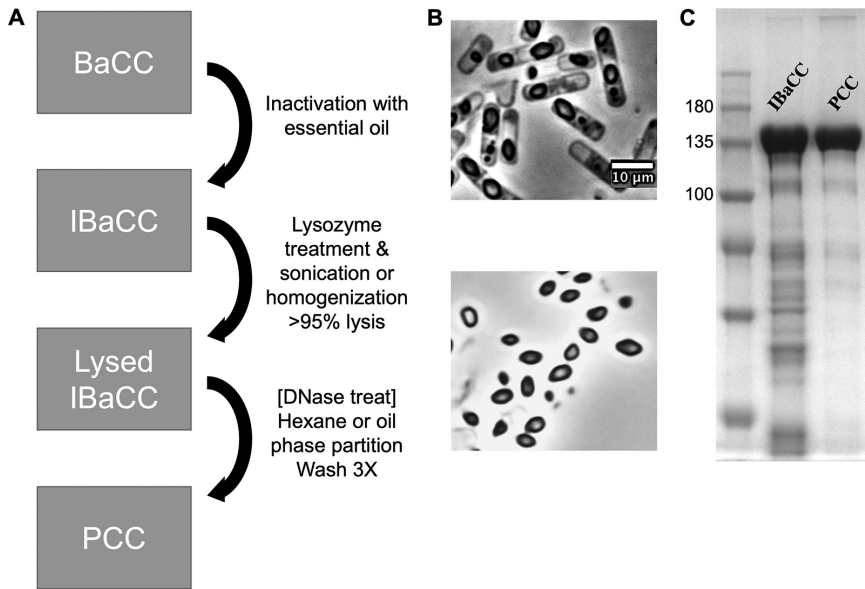 A
BaCC
Inactivation with
essential oil
IBaCC
Lysozyme
treatment &
sonication or
homogenization
>95% lysis
Lysed
IBaCC
[DNase treat]
Hexane or oil
phase partition
Wash 3X
PCC
B
10 µm
C
IBaCC
PCC
180
135
100